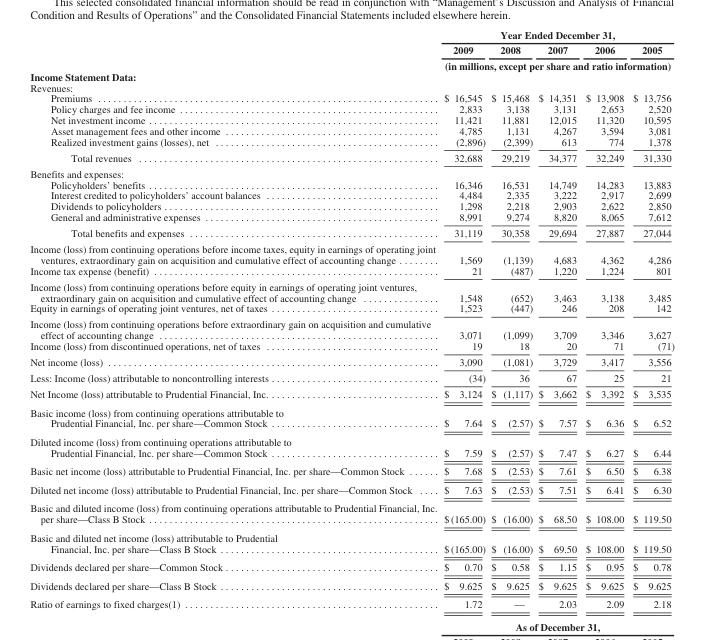 This selected consolidated financial information should be read in conjunction with “Management’s Discussion and Analysis of Financial
Condition and Results of Operations” and the Consolidated Financial Statements included elsewhere herein.
Year Ended December 31,
2009 2008 2007 2006 2005
(in millions, except per share and ratio information)
Income Statement Data:
Revenues:
Premiums $ 16,545 $ 15,468 $ 14,351 $ 13,908 $ 13,756
Policy charges and fee income 2,833 3,138 3,131 2,653 2,520
Net investment income 11,421 11,881 12,015 11,320 10,595
Asset management fees and other income 4,785 1,131 4,267 3,594 3,081
Realized investment gains (losses), net (2,896) (2,399) 613 774 1,378
Total revenues 32,688 29,219 34,377 32,249 31,330
Benefits and expenses:
Policyholders’ benefits 16,346 16,531 14,749 14,283 13,883
Interest credited to policyholders’ account balances 4,484 2,335 3,222 2,917 2,699
Dividends to policyholders 1,298 2,218 2,903 2,622 2,850
General and administrative expenses 8,991 9,274 8,820 8,065 7,612
Total benefits and expenses 31,119 30,358 29,694 27,887 27,044
Income (loss) from continuing operations before income taxes, equity in earnings of operating joint
ventures, extraordinary gain on acquisition and cumulative effect of accounting change 1,569 (1,139) 4,683 4,362 4,286
Income tax expense (benefit) 21 (487) 1,220 1,224 801
Income (loss) from continuing operations before equity in earnings of operating joint ventures,
extraordinary gain on acquisition and cumulative effect of accounting change 1,548 (652) 3,463 3,138 3,485
Equity in earnings of operating joint ventures, net of taxes 1,523 (447) 246 208 142
Income (loss) from continuing operations before extraordinary gain on acquisition and cumulative
effect of accounting change 3,071 (1,099) 3,709 3,346 3,627
Income (loss) from discontinued operations, net of taxes 19 18 20 71 (71)
Net income (loss) 3,090 (1,081) 3,729 3,417 3,556
Less: Income (loss) attributable to noncontrolling interests (34) 36 67 25 21
Net Income (loss) attributable to Prudential Financial, Inc. $ 3,124 $ (1,117) $ 3,662 $ 3,392 $ 3,535
Basic income (loss) from continuing operations attributable to
Prudential Financial, Inc. per share—Common Stock $ 7.64 $ (2.57) $ 7.57 $ 6.36 $ 6.52
Diluted income (loss) from continuing operations attributable to
Prudential Financial, Inc. per share—Common Stock $ 7.59 $ (2.57) $ 7.47 $ 6.27 $ 6.44
Basic net income (loss) attributable to Prudential Financial, Inc. per share—Common Stock $ 7.68 $ (2.53) $ 7.61 $ 6.50 $ 6.38
Diluted net income (loss) attributable to Prudential Financial, Inc. per share—Common Stock $ 7.63 $ (2.53) $ 7.51 $ 6.41 $ 6.30
Basic and diluted income (loss) from continuing operations attributable to Prudential Financial, Inc.
per share—Class B Stock $(165.00) $ (16.00) $ 68.50 $ 108.00 $ 119.50
Basic and diluted net income (loss) attributable to Prudential
Financial, Inc. per share—Class B Stock $(165.00) $ (16.00) $ 69.50 $ 108.00 $ 119.50
Dividends declared per share—Common Stock $ 0.70 $ 0.58 $ 1.15 $ 0.95 $ 0.78
Dividends declared per share—Class B Stock $ 9.625 $ 9.625 $ 9.625 $ 9.625 $ 9.625
Ratio of earnings to fixed charges(1) 1.72 — 2.03 2.09 2.18
As of December 31,